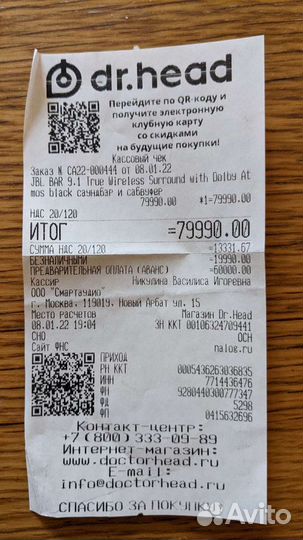 dr.head
Перейдите по QR-коду и
получите электронную
клубную карту
со скидками
на будущие покупки!
Кассовый чек
Заказ № CA22-000444 от 08.01.22
JBL BAR 9.1 True Wireless Surround with Dolby At
mos black саундбар и сабвуфер
79990.00 *1=79990.00
НДС 20/120
ИТОГ =79990.00
СУММА НДС 20/120 =13331.67
БЕЗНАЛИЧНЫМИ =19990.00
ПРЕДВАРИТЕЛЬНАЯ ОПЛАТА (АВАНС) =60000.00
Кассир Никулина Василиса Игоревна
ООО "Смартаудио"
г. Москва, 119019, Новый Арбат ул. 15
Место расчетов Магазин Dr.Head
08.01.22 19:04 ЗН ККТ 00106324709441
СНО ОСН
Сайт ФНС nalog.ru
ПРИХОД
РН ККТ 0005436263036835
ИНН 7714436476
ФН 9280440300777347
ФД 5298
ФП 0415632696
Контакт-центр:
+7(800)333-09-89
Интернет-магазин:
www.doctorhead.ru
E-mail:
info@doctorhead.ru
СПАСИБО ЗА ПОКУПКУ
Avito